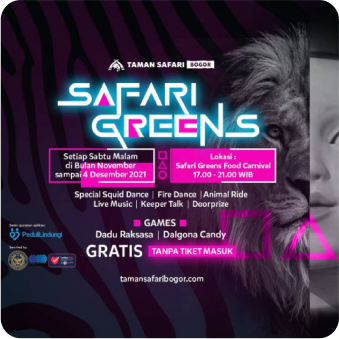 TAMAN SAFARI BOGOR
SAFARI
GREENS
Setiap Sabtu Malam
di Bulan November
sampai 4 Desember 2021
Lokasi :
Safari Greens Food Carnival
17.00 - 21.00 WIB
Special Squid Dance | Fire Dance | Animal Ride
Live Music | Keeper Talk | Doorprize
GAMES
Dadu Raksasa | Dalgona Candy
GRATIS TANPA TIKET MASUK
PeduliLindungi
tamansafaribogor.com